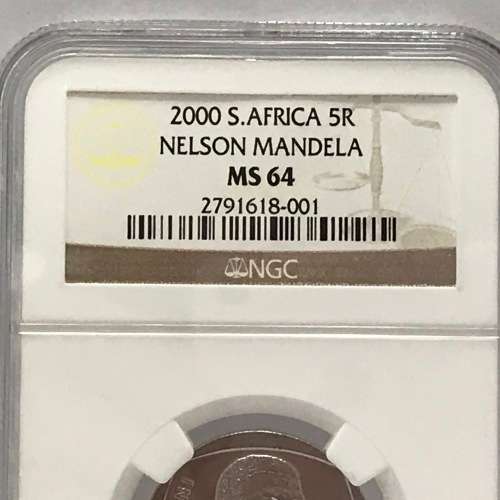 2000 S.AFRICA 5R
NELSON MANDELA
MS 64
2791618-001
NGC